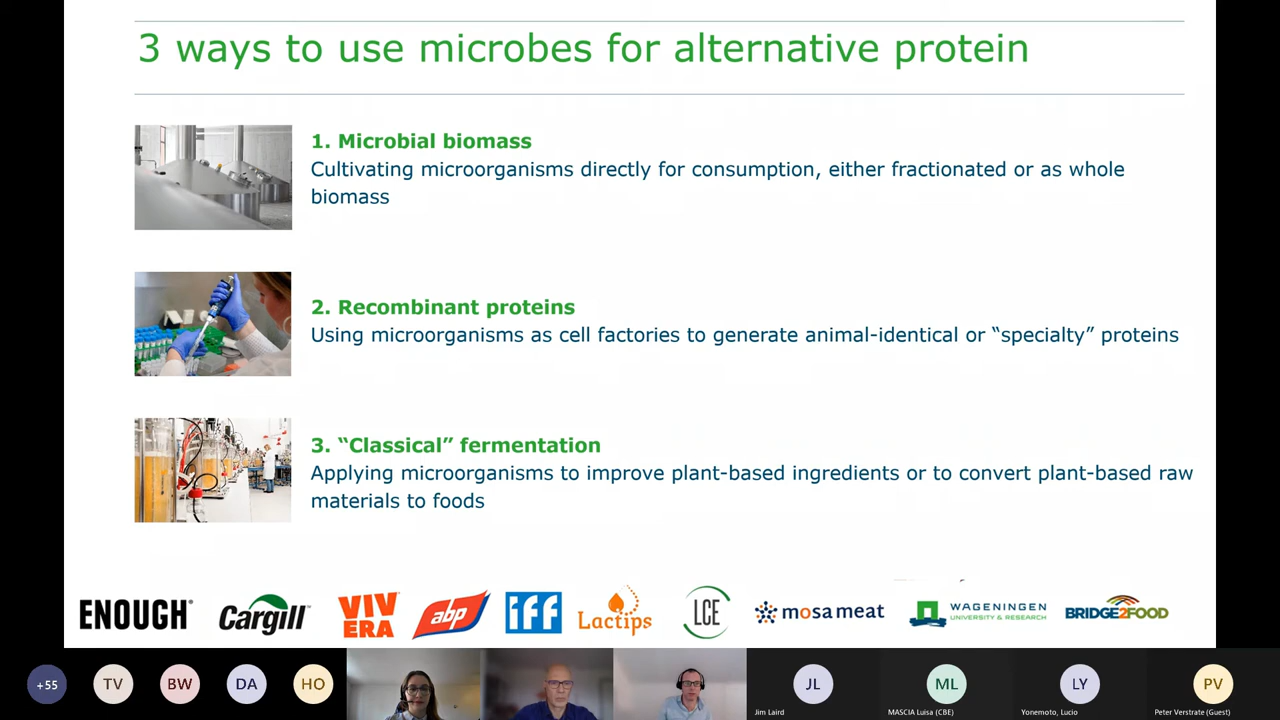 3 ways to use microbes for alternative protein
1. Microbial biomass
Cultivating microorganisms directly for consumption, either fractionated or as whole
biomass
2. Recombinant proteins
Using microorganisms as cell factories to generate animal-identical or “specialty” proteins
3. “Classical” fermentation
Applying microorganisms to improve plant-based ingredients or to convert plant-based raw
materials to foods
ENOUGH
Cargill
VIV
ERA
abp
iff
Lactips
LCE
mosa meat
WAGENINGEN
UNIVERSITY & RESEARCH
BRIDGE2FOOD
+55
TV
BW
DA
HO
JL
Jim Laird
ML
MASCIA Luisa (CBE)
LY
Yonemoto, Lucio
PV
Peter Verstrate (Guest)